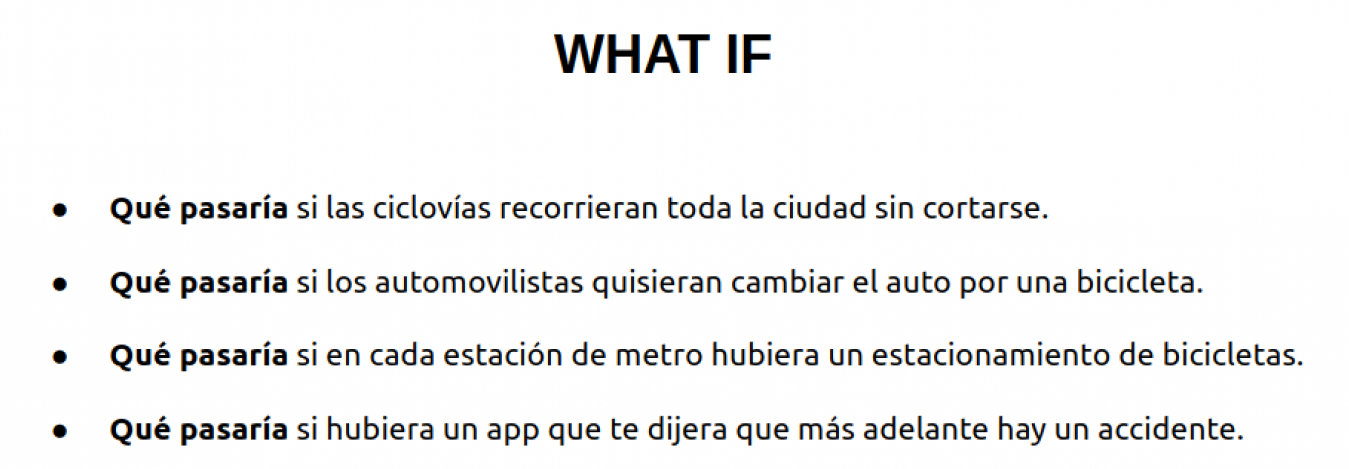 WHAT IF
● Qué pasaría si las ciclovías recorrieran toda la ciudad sin cortarse.
● Qué pasaría si los automovilistas quisieran cambiar el auto por una bicicleta.
● Qué pasaría si en cada estación de metro hubiera un estacionamiento de bicicletas.
● Qué pasaría si hubiera un app que te dijera que más adelante hay un accidente.